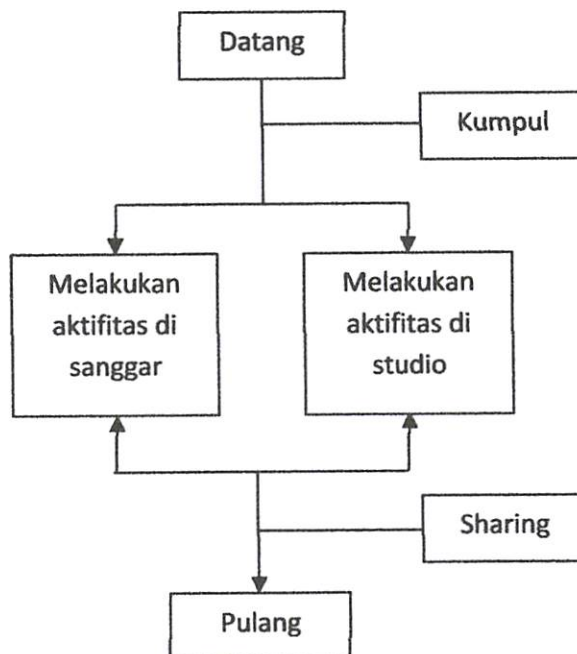 Datang
Kumpul
Melakukan
aktifitas di
sanggar
Melakukan
aktifitas di
studio
Sharing
Pulang